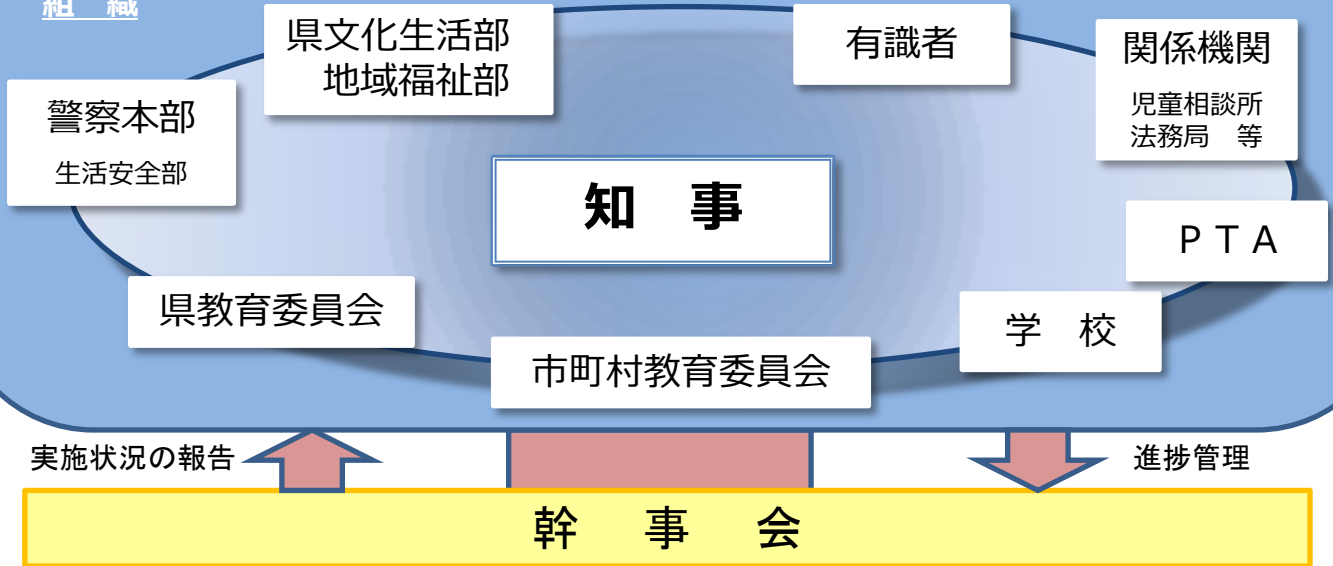 組　織
県文化生活部
地域福祉部
有識者
関係機関
児童相談所
法務局　等
警察本部
生活安全部
知　事
ＰＴＡ
県教育委員会
学　校
市町村教育委員会
実施状況の報告
進捗管理
幹　事　会